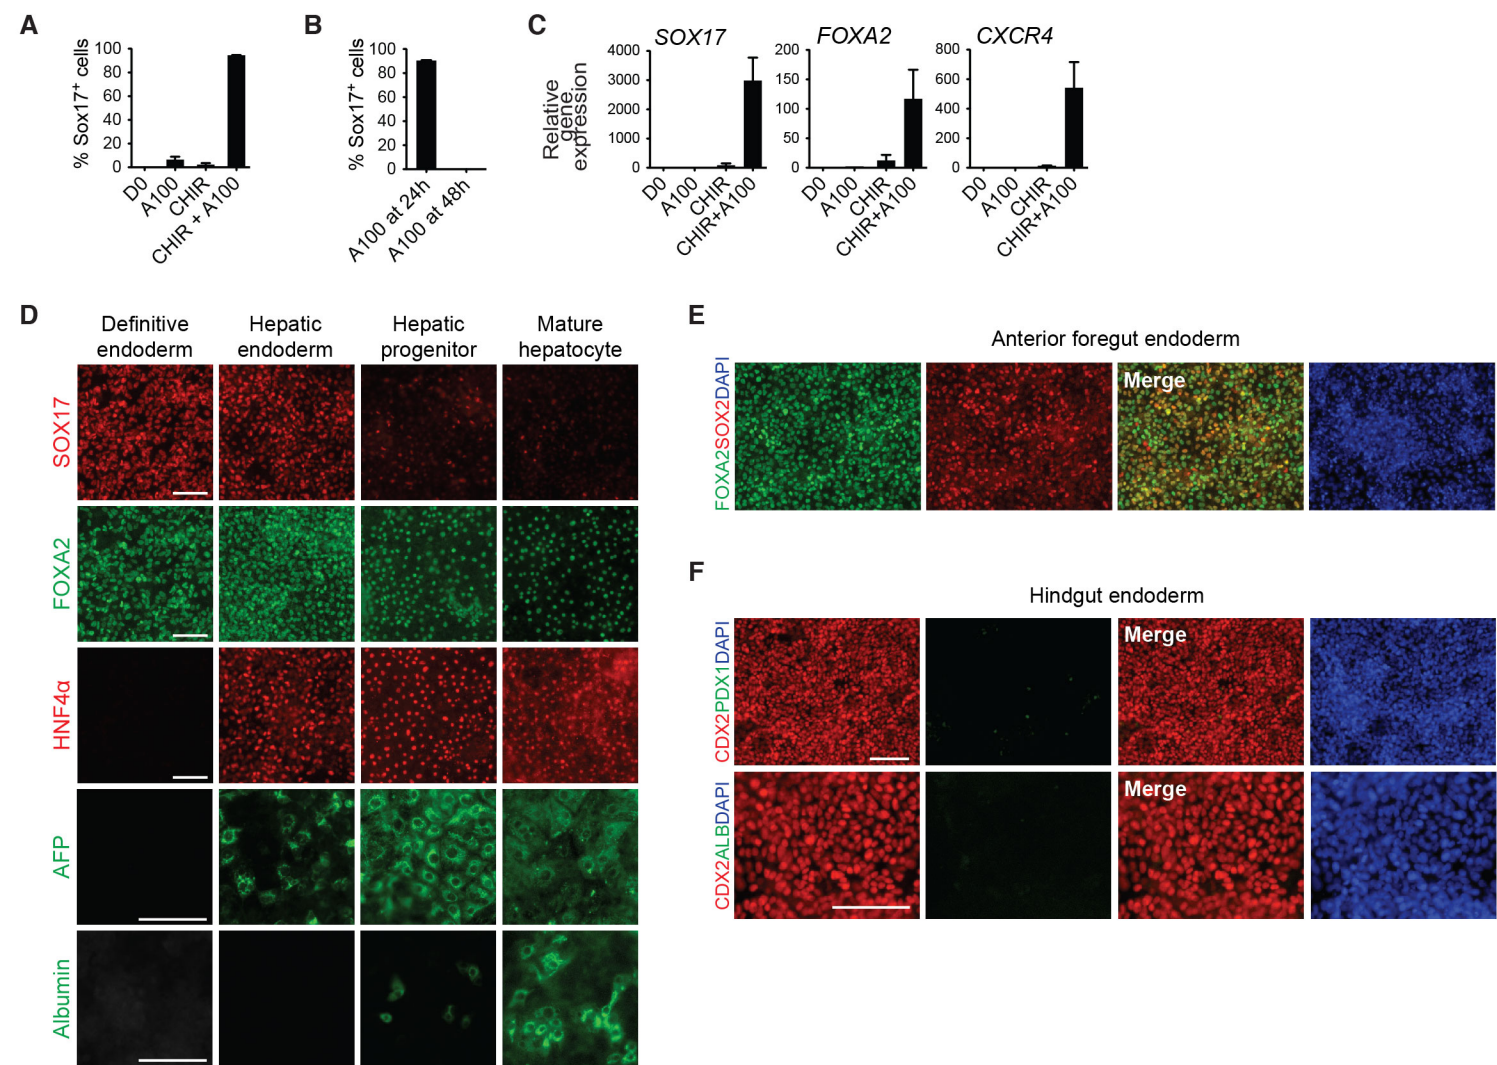 A
% Sox17+ cells
100
80
60
40
20
0
D0
A100
CHIR
CHIR + A100
B
% Sox17+ cells
100
80
60
40
20
0
A100 at 24h
A100 at 48h
C
Relative
gene
expression
SOX17
4000
3000
2000
1000
0
D0
A100
CHIR
CHIR+A100
FOXA2
200
150
100
50
0
D0
A100
CHIR
CHIR+A100
CXCR4
800
600
400
200
0
D0
A100
CHIR
CHIR+A100
D
Definitive
endoderm
Hepatic
endoderm
Hepatic
progenitor
Mature
hepatocyte
SOX17
FOXA2
HNF4α
AFP
Albumin
E
Anterior foregut endoderm
FOXA2SOX2DAPI
Merge
F
Hindgut endoderm
CDX2PDX1DAPI
Merge
CDX2ALBDAPI
Merge